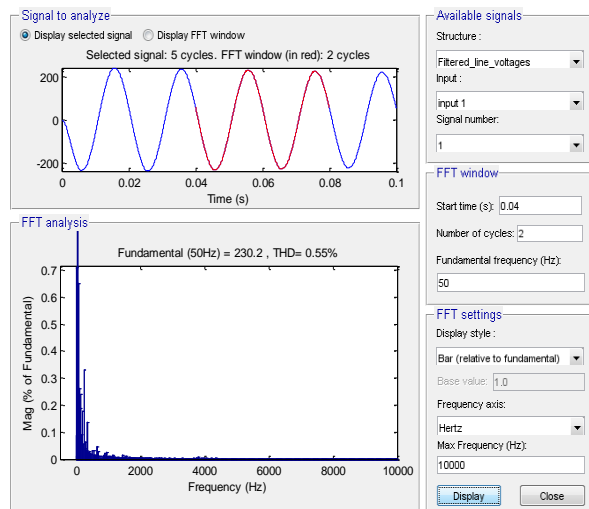 Signal to analyze
Display selected signal Display FFT window
Selected signal: 5 cycles. FFT window (in red): 2 cycles
200
0
-200
0 0.02 0.04 0.06 0.08 0.1
Time (s)
FFT analysis
Fundamental (50Hz) = 230.2 , THD= 0.55%
0.7
0.6
0.5
0.4
0.3
0.2
0.1
0
Mag (% of Fundamental)
0 2000 4000 6000 8000 10000
Frequency (Hz)
Available signals
Structure :
Filtered_line_voltages
Input :
input 1
Signal number:
1
FFT window
Start time (s): 0.04
Number of cycles: 2
Fundamental frequency (Hz):
50
FFT settings
Display style :
Bar (relative to fundamental)
Base value: 1.0
Frequency axis:
Hertz
Max Frequency (Hz):
10000
Display Close